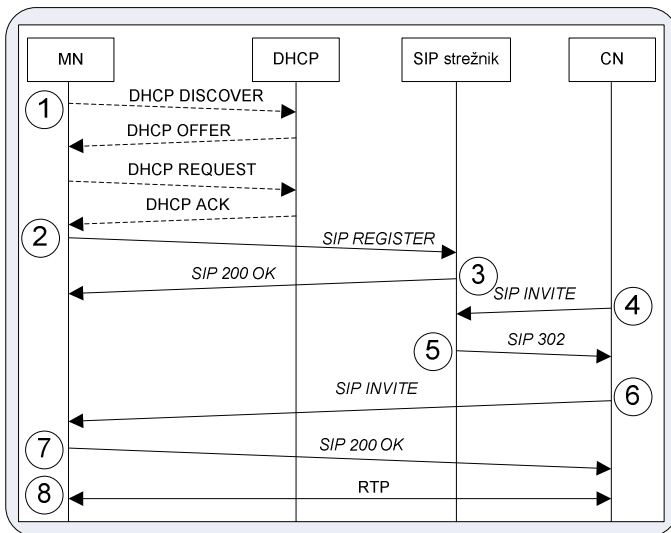 MN
DHCP
SIP strežnik
CN
1
DHCP DISCOVER
DHCP OFFER
DHCP REQUEST
DHCP ACK
2
SIP REGISTER
SIP 200 OK
3
SIP INVITE
4
5
SIP 302
SIP INVITE
6
7
SIP 200 OK
8
RTP